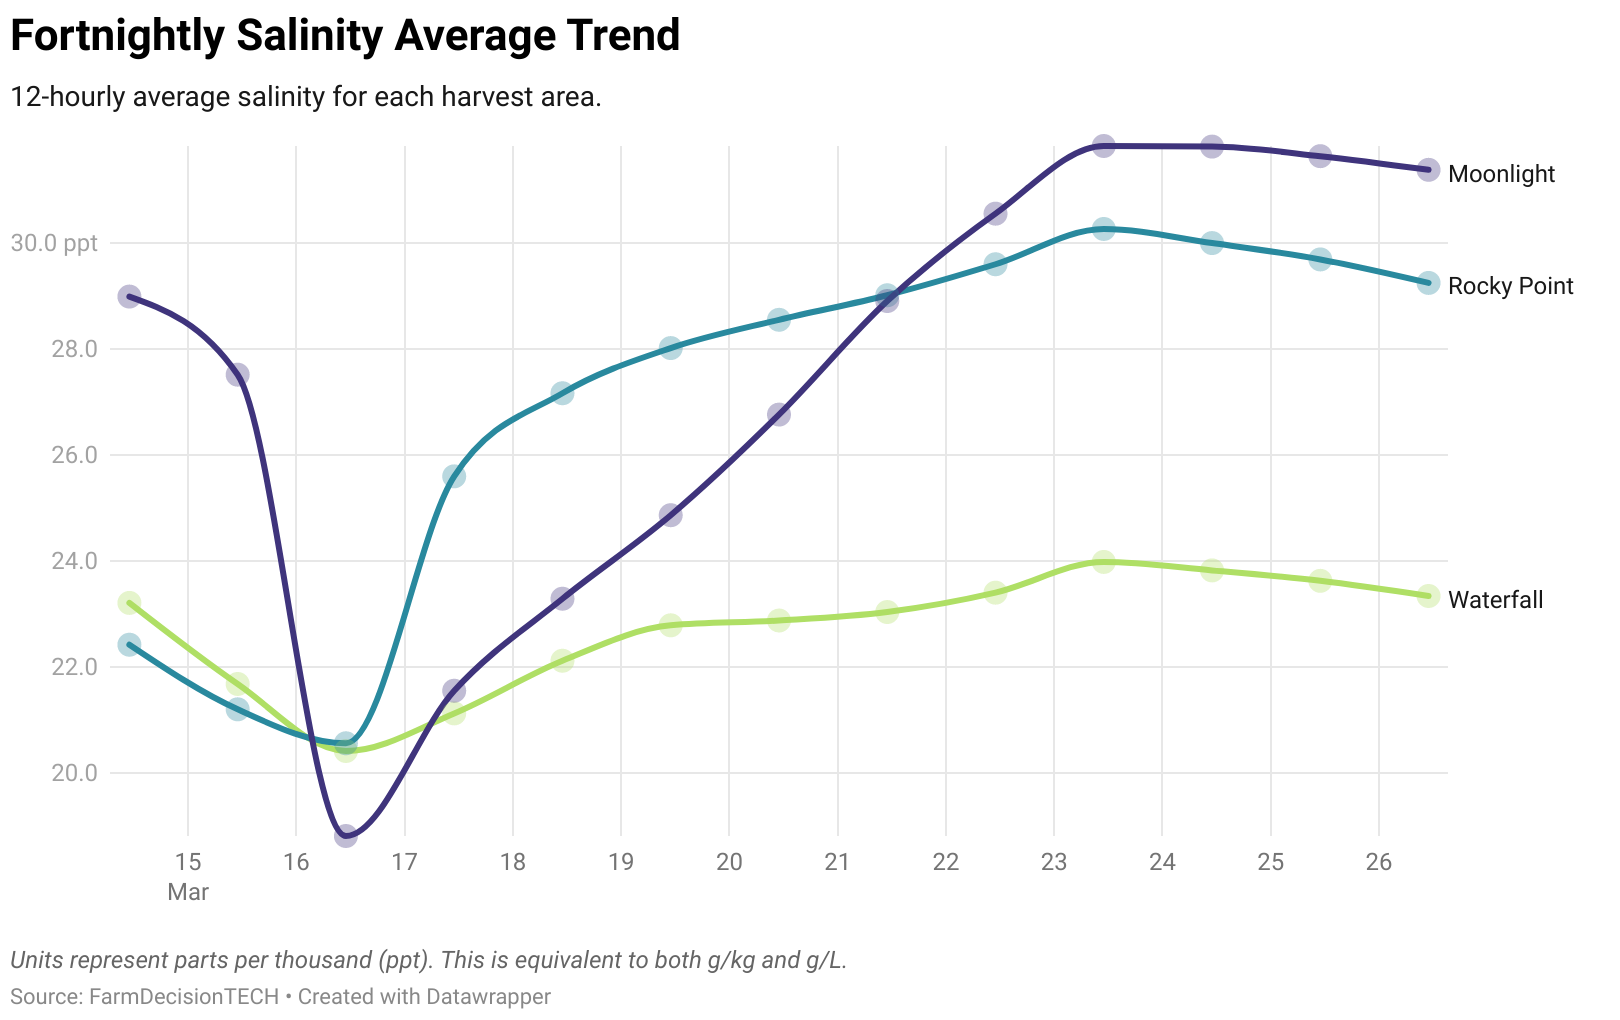 Fortnightly Salinity Average Trend
12-hourly average salinity for each harvest area.
Moonlight
30.0 ppt
Rocky Point
28.0
26.0
24.0
Waterfall
22.0
20.0
15 16 17 18 19 20 21 22 23 24 25 26
Mar
Units represent parts per thousand (ppt). This is equivalent to both g/kg and g/L.
Source: FarmDecisionTECH • Created with Datawrapper